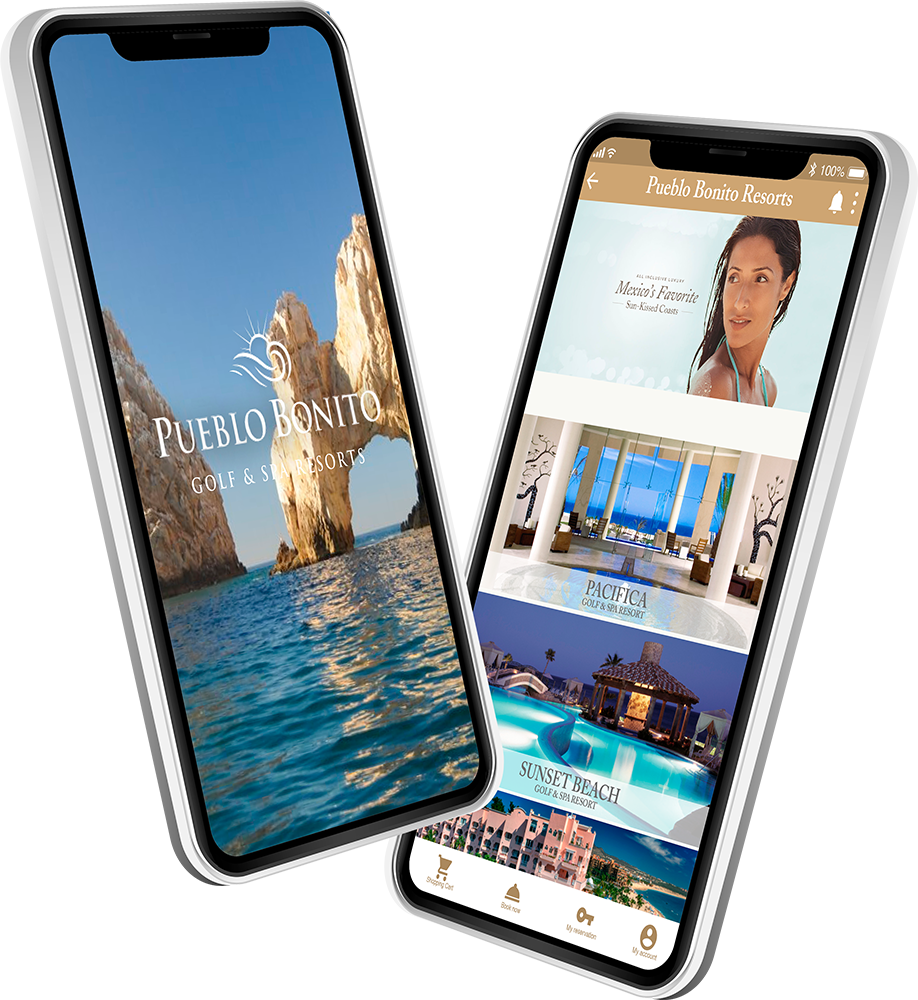 PUEBLO BONITO
GOLF & SPA RESORTS
100%
Pueblo Bonito Resorts
ALL INCLUSIVE LUXURY
Mexico's Favorite
Sun-Kissed Coasts
PACIFICA
GOLF & SPA RESORT
SUNSET BEACH
GOLF & SPA RESORT
Shopping Cart
Book now
My reservation
My account